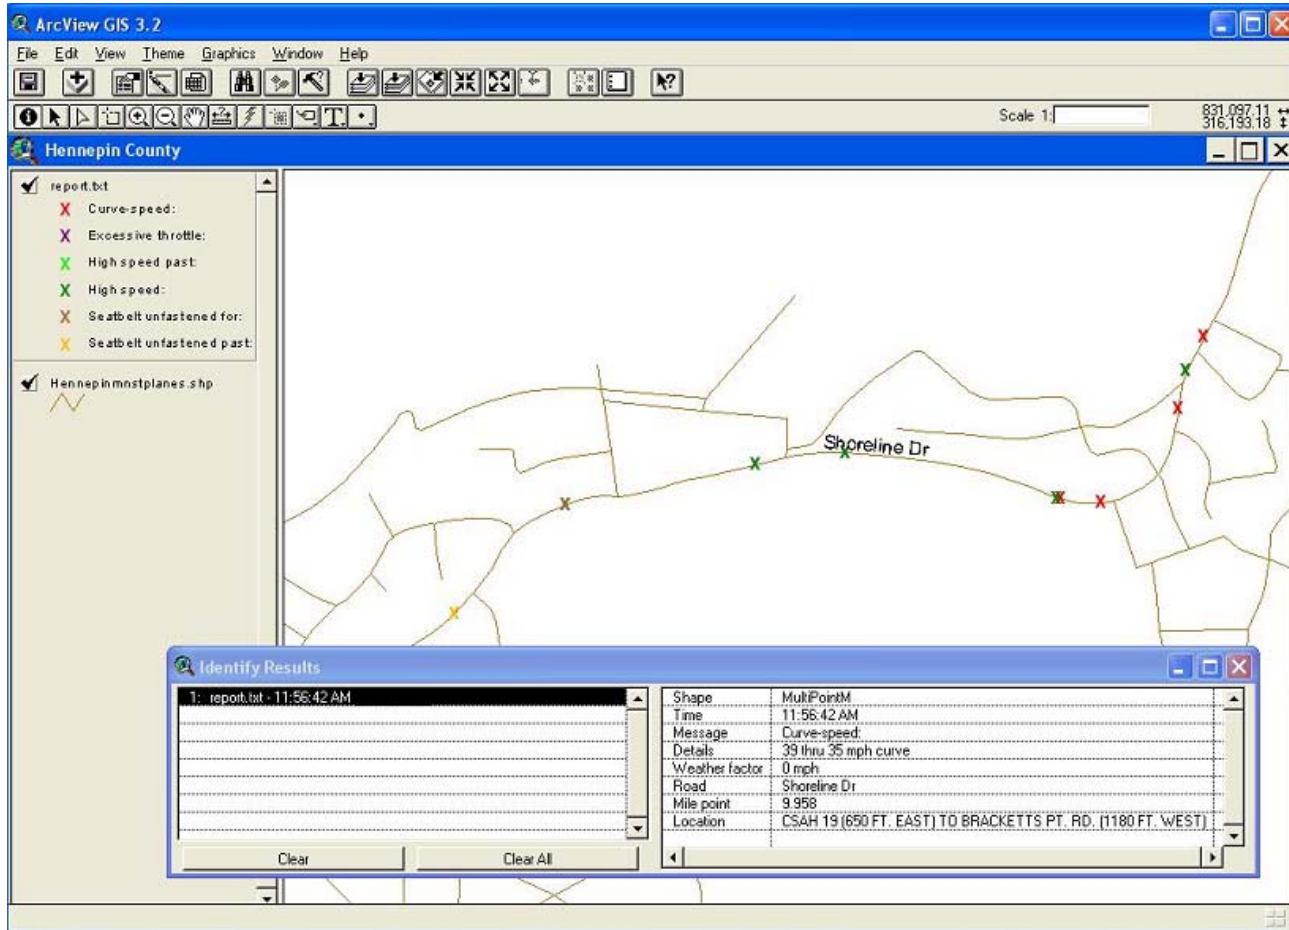 ArcView GIS 3.2
File Edit View Theme Graphics Window Help
Scale 1:
831,097.11
316,193.18
Hennepin County
report.txt
Curve-speed:
Excessive throttle:
High speed past:
High speed:
Seatbelt unfastened for:
Seatbelt unfastened past:
Hennepinmnstplanes.shp
Shoreline Dr
Identify Results
1: report.txt - 11:56:42 AM
Shape MultiPointM
Time 11:56:42 AM
Message Curve-speed:
Details 39 thru 35 mph curve
Weather factor 0 mph
Road Shoreline Dr
Mile point 9.958
Location CSAH 19 (650 FT. EAST) TO BRACKETTS PT. RD. (1180 FT. WEST)
Clear Clear All